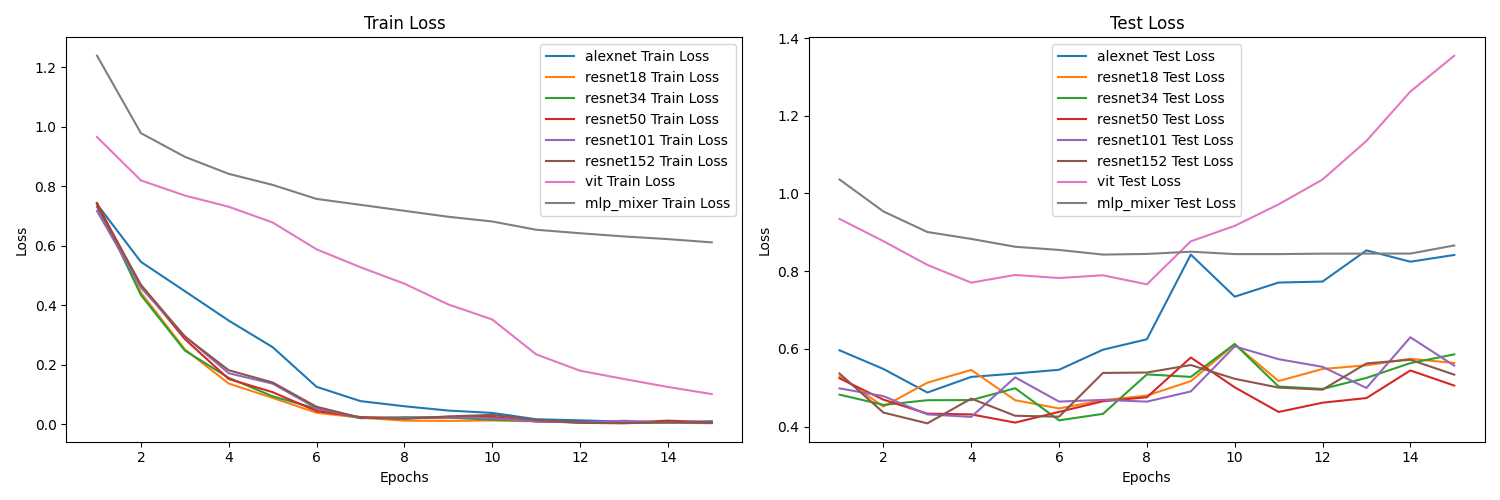 Train Loss
Loss
1.2
1.0
0.8
0.6
0.4
0.2
0.0
alexnet Train Loss
resnet18 Train Loss
resnet34 Train Loss
resnet50 Train Loss
resnet101 Train Loss
resnet152 Train Loss
vit Train Loss
mlp_mixer Train Loss
2 4 6 8 10 12 14
Epochs
Test Loss
Loss
1.4
1.2
1.0
0.8
0.6
0.4
alexnet Test Loss
resnet18 Test Loss
resnet34 Test Loss
resnet50 Test Loss
resnet101 Test Loss
resnet152 Test Loss
vit Test Loss
mlp_mixer Test Loss
2 4 6 8 10 12 14
Epochs